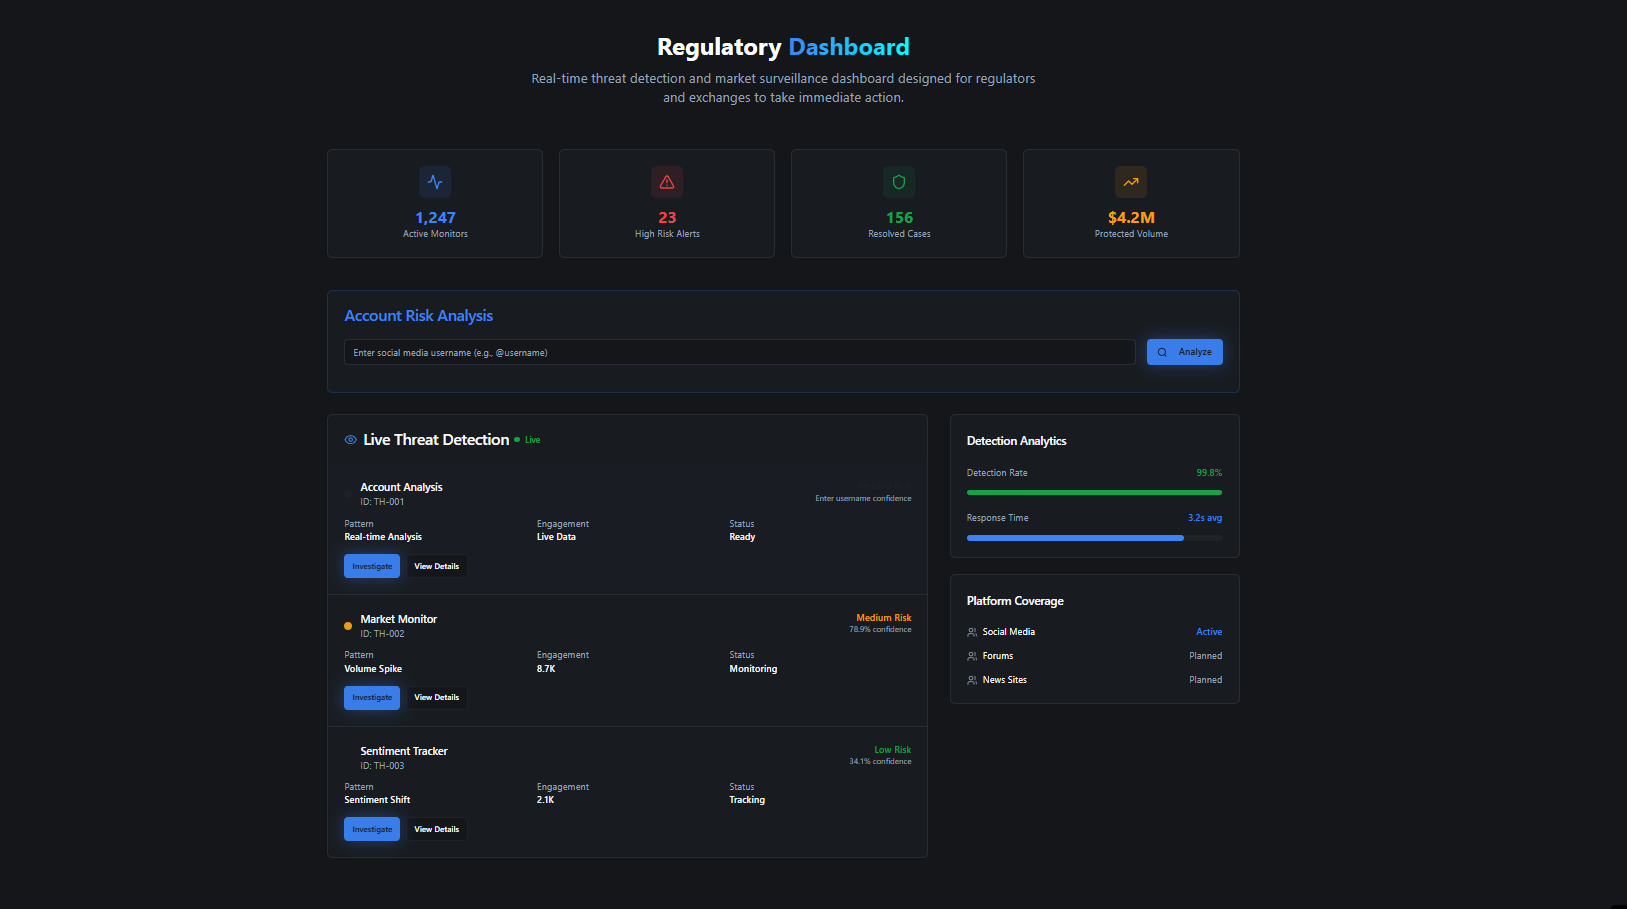 Regulatory Dashboard
Real-time threat detection and market surveillance dashboard designed for regulators
and exchanges to take immediate action.
1,247
Active Monitors
23
High Risk Alerts
156
Resolved Cases
$4.2M
Protected Volume
Account Risk Analysis
Enter social media username (e.g., @username)
Analyze
Live Threat Detection
Live
Account Analysis
ID: TH-001
Enter username confidence
Pattern
Real-time Analysis
Engagement
Live Data
Status
Ready
Investigate
View Details
Market Monitor
ID: TH-002
Medium Risk
78.9% confidence
Pattern
Volume Spike
Engagement
8.7K
Status
Monitoring
Investigate
View Details
Sentiment Tracker
ID: TH-003
Low Risk
34.1% confidence
Pattern
Sentiment Shift
Engagement
2.1K
Status
Tracking
Investigate
View Details
Detection Analytics
Detection Rate
99.8%
Response Time
3.2s avg
Platform Coverage
Social Media
Active
Forums
Planned
News Sites
Planned